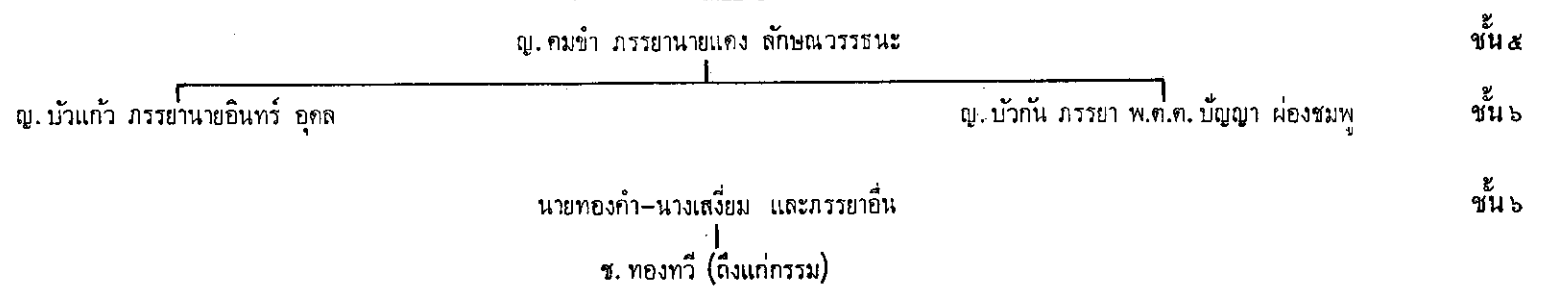 ญ. คมขำ ภรรยานายแดง ลักษณวรรธนะ ชั้น ๕
ญ. บัวแก้ว ภรรยานายอินทร์ อุดล ญ. บัวกัน ภรรยา พ.ต.ต. ปัญญา ผ่องชมพู ชั้น ๖
นายทองคำ–นางเสงี่ยม และภรรยาอื่น ชั้น ๖
ช. ทองทวี (ถึงแก่กรรม)